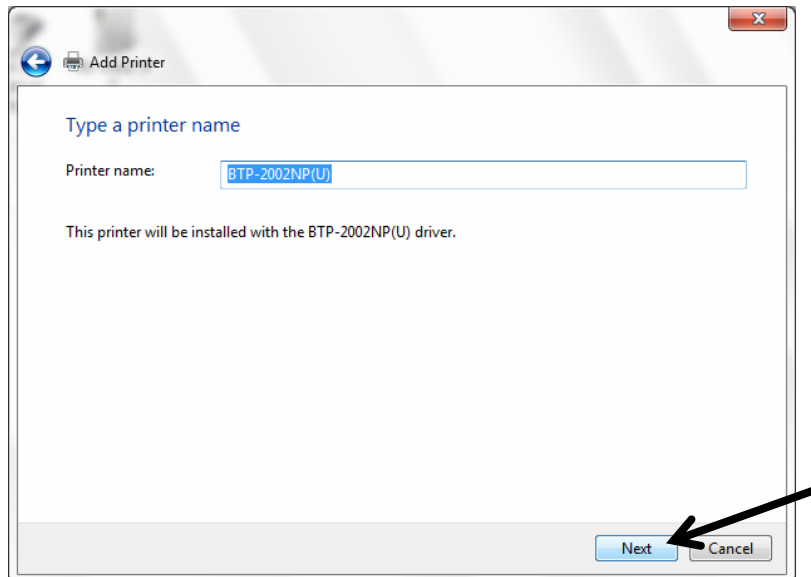 Add Printer
Type a printer name
Printer name: BTP-2002NP(U)
This printer will be installed with the BTP-2002NP(U) driver.
Next Cancel